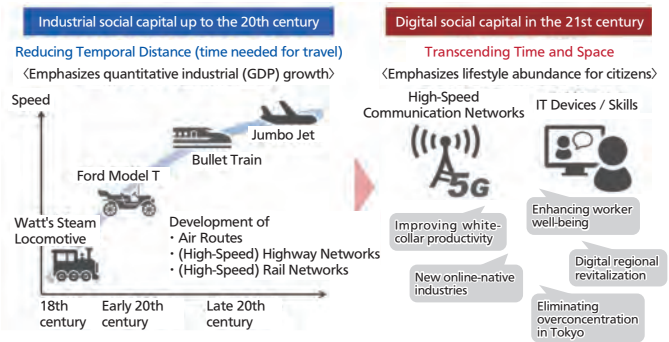 Industrial social capital up to the 20th century
Reducing Temporal Distance (time needed for travel)
〈Emphasizes quantitative industrial (GDP) growth〉
Speed
Jumbo Jet
Bullet Train
Ford Model T
Watt's Steam
Locomotive
Development of
・Air Routes
・(High-Speed) Highway Networks
・(High-Speed) Rail Networks
18th
century
Early 20th
century
Late 20th
century
Digital social capital in the 21st century
Transcending Time and Space
〈Emphasizes lifestyle abundance for citizens〉
High-Speed
Communication Networks
IT Devices / Skills
5G
Improving white-
collar productivity
Enhancing worker
well-being
New online-native
industries
Digital regional
revitalization
Eliminating
overconcentration
in Tokyo